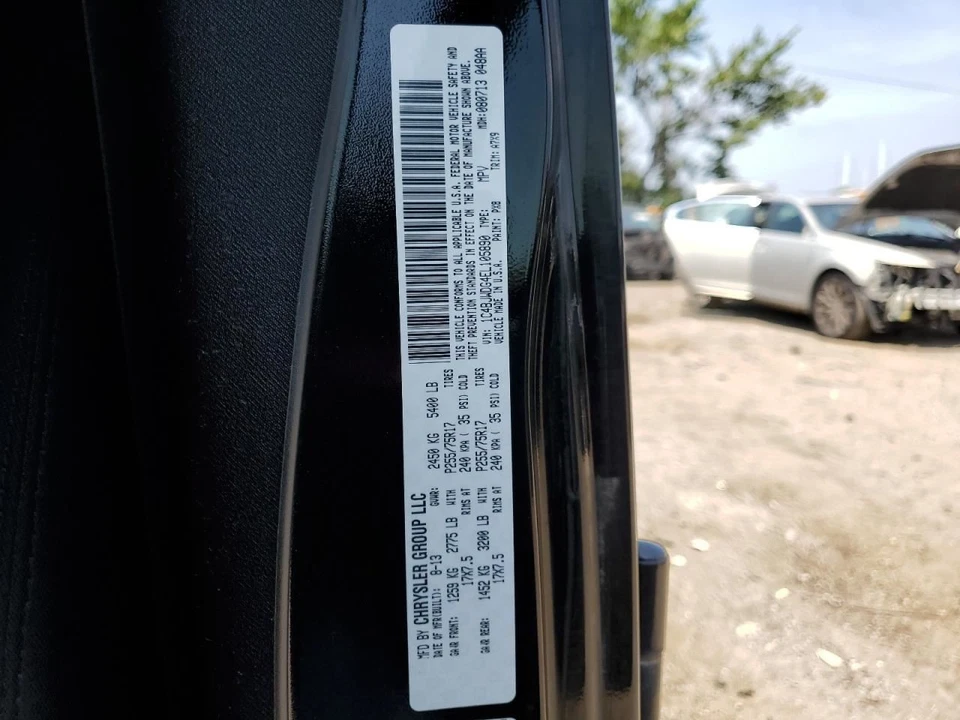 MFD BY CHRYSLER GROUP LLC
DATE OF MFR(BUILT): 8-13 GVWR: 2450 KG 5400 LB
GAWR FRONT: 1259 KG 2775 LB WITH P255/75R17 TIRES
17X7.5 RIMS AT 240 KPA ( 35 PSI) COLD
GAWR REAR: 1452 KG 3200 LB WITH P255/75R17 TIRES
17X7.5 RIMS AT 240 KPA ( 35 PSI) COLD
THIS VEHICLE CONFORMS TO ALL APPLICABLE U.S.A. FEDERAL MOTOR VEHICLE SAFETY AND
THEFT PREVENTION STANDARDS IN EFFECT ON THE DATE OF MANUFACTURE SHOWN ABOVE.
VIN: 1C4BJWDG4EL105890 TYPE: MPV MDH:080713 048AA
VEHICLE MADE IN U.S.A. PAINT: PX8 TRIM: A7X9